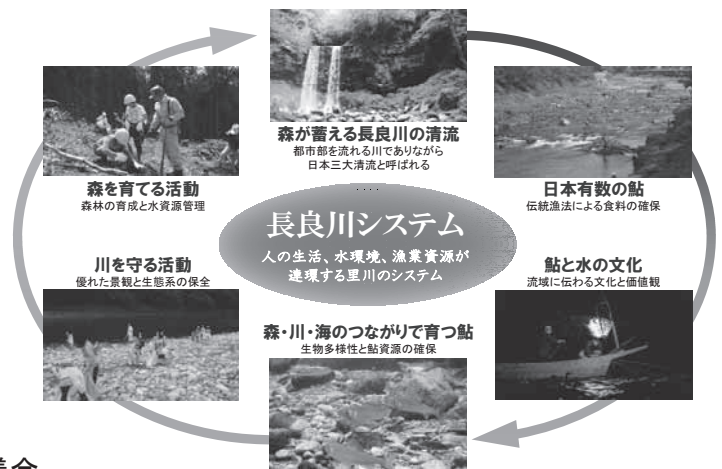 森が蓄える長良川の清流
都市部を流れる川でありながら
日本三大清流と呼ばれる
日本有数の鮎
伝統漁法による食料の確保
鮎と水の文化
流域に伝わる文化と価値観
森・川・海のつながりで育つ鮎
生物多様性と鮎資源の確保
川を守る活動
優れた景観と生態系の保全
森を育てる活動
森林の育成と水資源管理
長良川システム
人の生活、水環境、漁業資源が
連環する里川のシステム